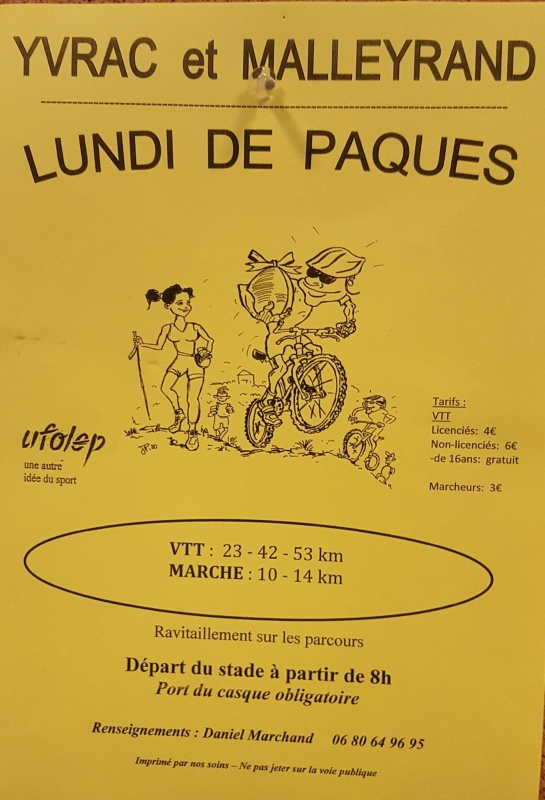 YVRAC et MALLEYRAND
LUNDI DE PAQUES
JP.10
ufolep
une autre
idée du sport
Tarifs :
VTT
Licenciés: 4€
Non-licenciés: 6€
-de 16ans: gratuit
Marcheurs: 3€
VTT : 23 - 42 - 53 km
MARCHE : 10 - 14 km
Ravitaillement sur les parcours
Départ du stade à partir de 8h
Port du casque obligatoire
Renseignements : Daniel Marchand 06 80 64 96 95
Imprimé par nos soins – Ne pas jeter sur la voie publique